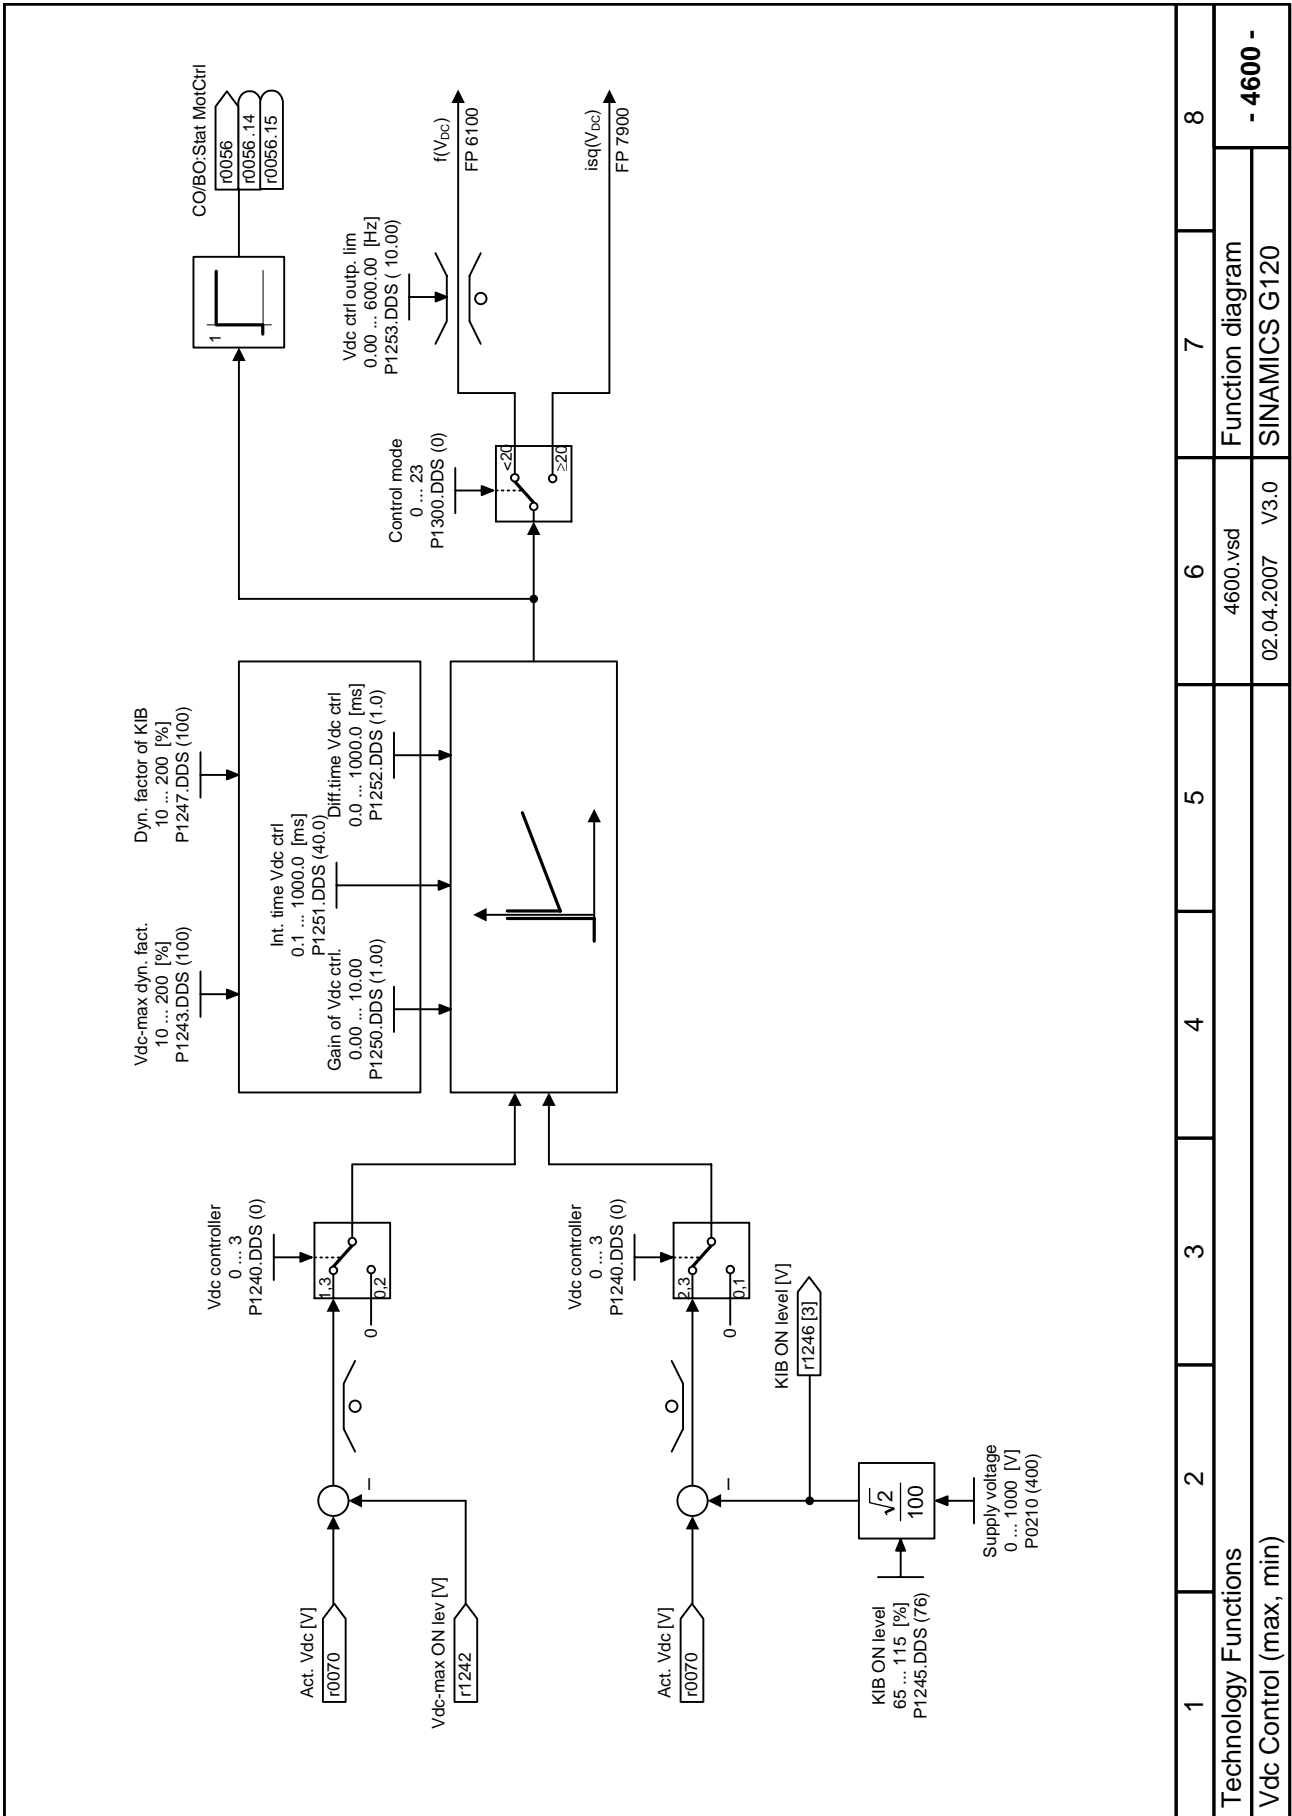 Act. Vdc [V]
r0070
Vdc-max ON lev [V]
r1242
–
Vdc controller
0 ... 3
P1240.DDS (0)
1,3
0,2
0
Vdc-max dyn. fact.
10 ... 200 [%]
P1243.DDS (100)
Dyn. factor of KIB
10 ... 200 [%]
P1247.DDS (100)
Int. time Vdc ctrl
0.1 ... 1000.0 [ms]
P1251.DDS (40.0)
Gain of Vdc ctrl.
0.00 ... 10.00
P1250.DDS (1.00)
Diff.time Vdc ctrl
0.0 ... 1000.0 [ms]
P1252.DDS (1.0)
1
CO/BO:Stat MotCtrl
r0056
r0056.14
r0056.15
Vdc ctrl outp. lim
0.00 ... 600.00 [Hz]
P1253.DDS ( 10.00)
Control mode
0 ... 23
P1300.DDS (0)
<20
≥20
f(VDC)
FP 6100
isq(VDC)
FP 7900
Act. Vdc [V]
r0070
–
Vdc controller
0 ... 3
P1240.DDS (0)
2,3
0,1
0
KIB ON level [V]
r1246 [3]
KIB ON level
65 ... 115 [%]
P1245.DDS (76)
√2
100
Supply voltage
0 ... 1000 [V]
P0210 (400)
1 2 3 4 5 6 7 8
Technology Functions 4600.vsd Function diagram - 4600 -
Vdc Control (max, min) 02.04.2007 V3.0 SINAMICS G120